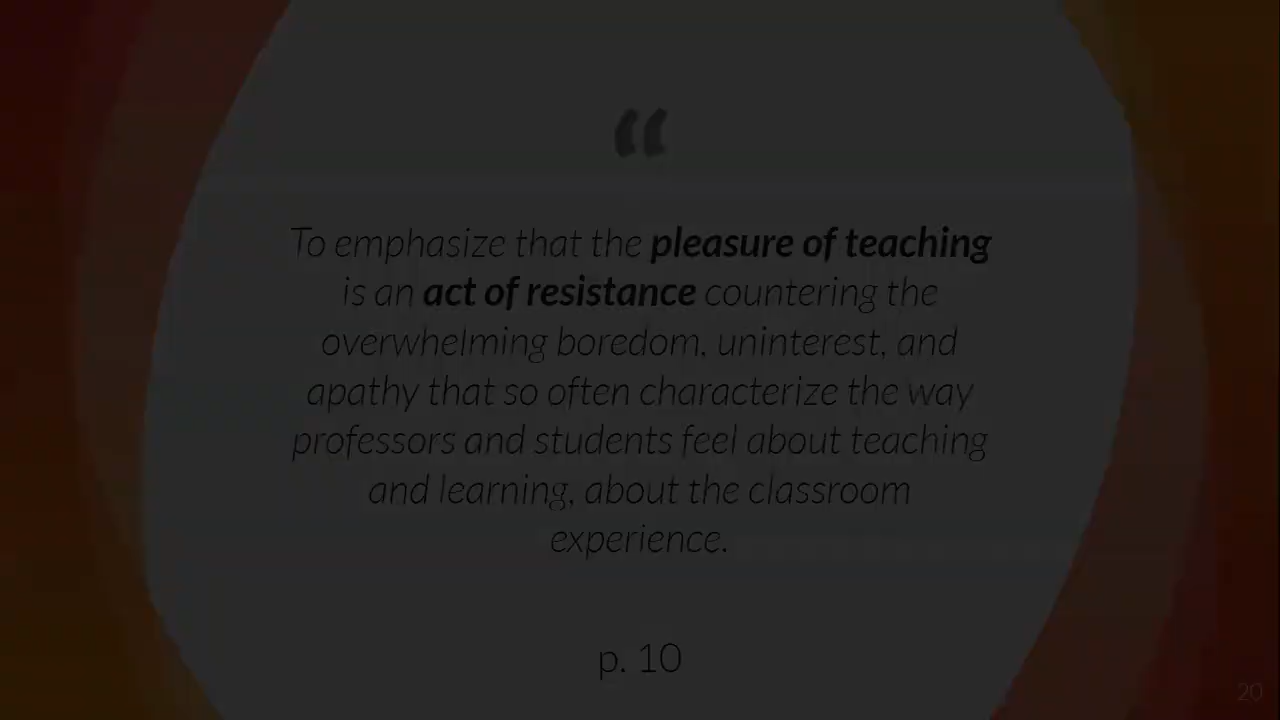 “
To emphasize that the pleasure of teaching
is an act of resistance countering the
overwhelming boredom, uninterest, and
apathy that so often characterize the way
professors and students feel about teaching
and learning, about the classroom
experience.
p. 10
20